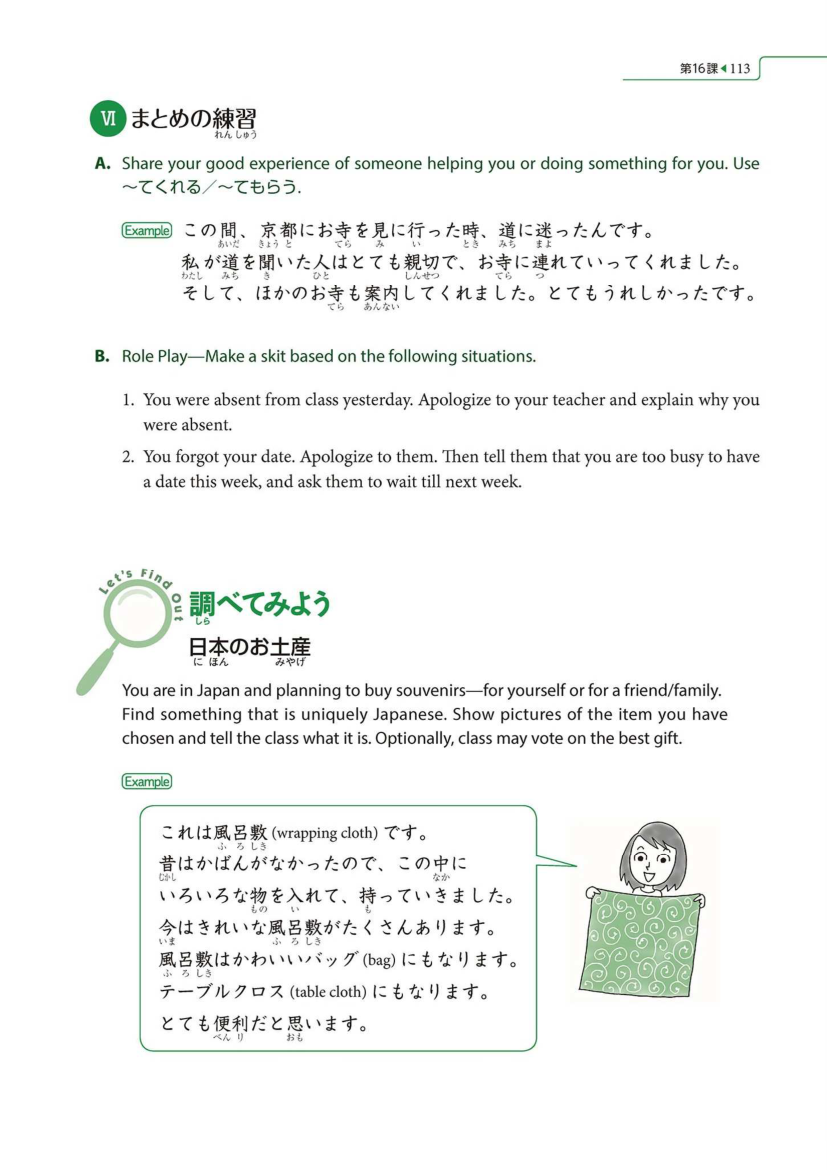 第16課◀113
Ⅵ まとめの練習
れんしゅう
A. Share your good experience of someone helping you or doing something for you. Use
〜てくれる／〜てもらう.
Example この間、京都にお寺を見に行った時、道に迷ったんです。
あいだ きょうと てら み い とき みち まよ
私が道を聞いた人はとても親切で、お寺に連れていってくれました。
わたし みち き ひと しんせつ てら つ
そして、ほかのお寺も案内してくれました。とてもうれしかったです。
てら あんない
B. Role Play—Make a skit based on the following situations.
1. You were absent from class yesterday. Apologize to your teacher and explain why you
were absent.
2. You forgot your date. Apologize to them. Then tell them that you are too busy to have
a date this week, and ask them to wait till next week.
Let's Find Out
調べてみよう
しら
日本のお土産
にほん みやげ
You are in Japan and planning to buy souvenirs—for yourself or for a friend/family.
Find something that is uniquely Japanese. Show pictures of the item you have
chosen and tell the class what it is. Optionally, class may vote on the best gift.
Example
これは風呂敷 (wrapping cloth) です。
ふろしき
昔はかばんがなかったので、この中に
むかし なか
いろいろな物を入れて、持っていきました。
もの い も
今はきれいな風呂敷がたくさんあります。
いま ふろしき
風呂敷はかわいいバッグ (bag) にもなります。
ふろしき
テーブルクロス (table cloth) にもなります。
とても便利だと思います。
べんり おも